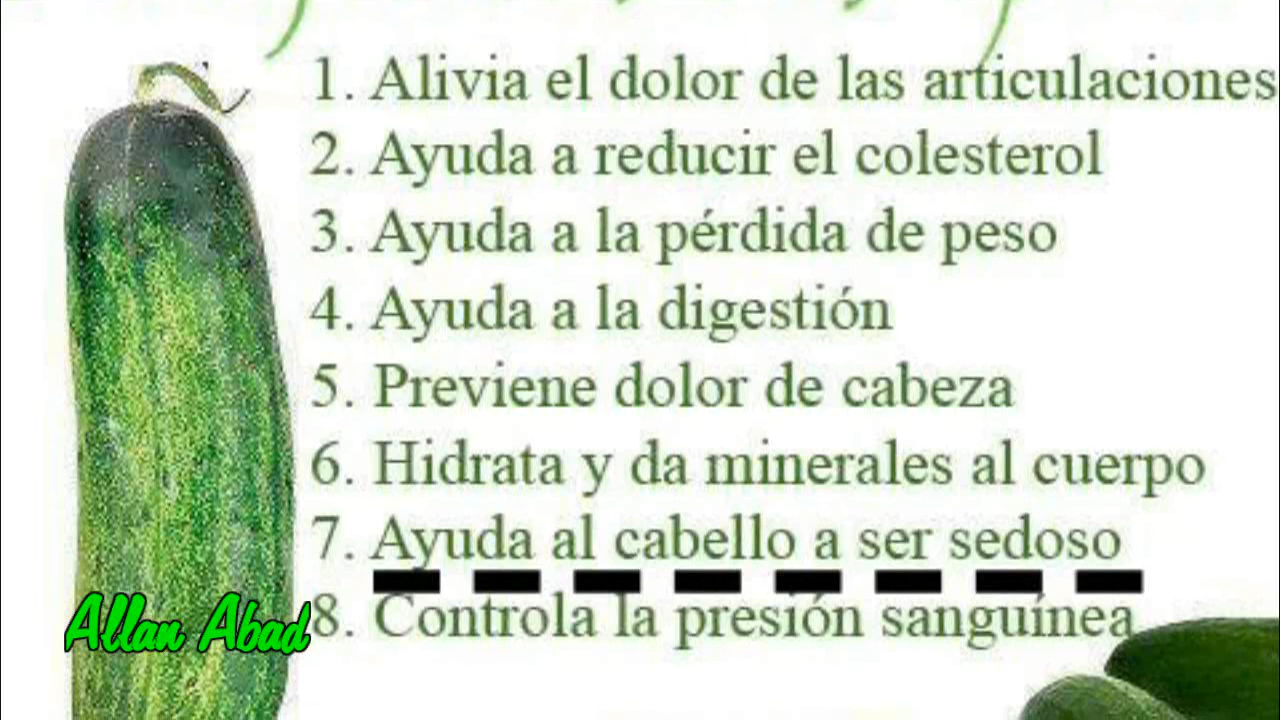 1. Alivia el dolor de las articulaciones
2. Ayuda a reducir el colesterol
3. Ayuda a la pérdida de peso
4. Ayuda a la digestión
5. Previene dolor de cabeza
6. Hidrata y da minerales al cuerpo
7. Ayuda al cabello a ser sedoso
8. Controla la presión sanguínea
Allan Abad